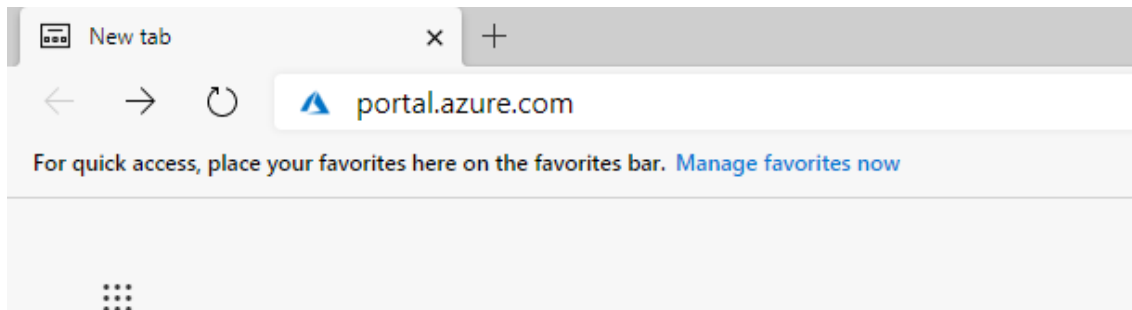 New tab
portal.azure.com
For quick access, place your favorites here on the favorites bar. Manage favorites now